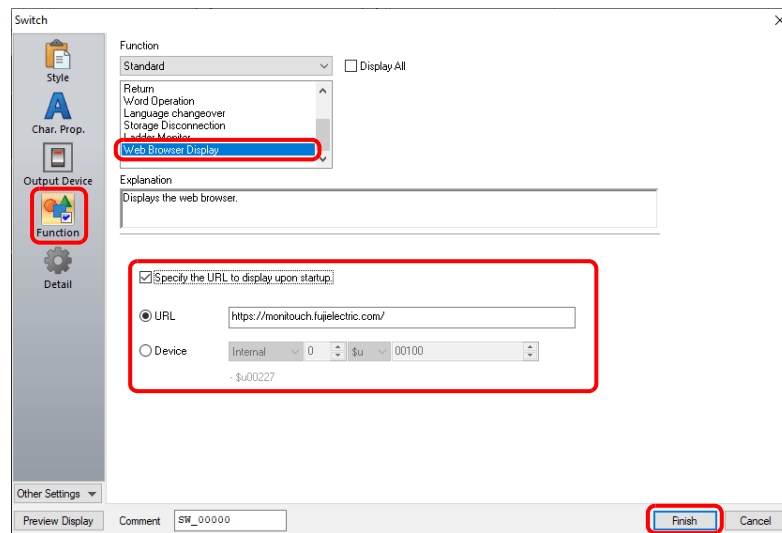 Switch
Style
Char. Prop.
Output Device
Function
Detail
Other Settings
Preview Display
Function
Standard
Display All
Return
Word Operation
Language changeover
Storage Disconnection
Ladder Monitor
Web Browser Display
Explanation
Displays the web browser.
Specify the URL to display upon startup.
URL https://monitouch.fujielectric.com/
Device Internal 0 $u 00100
- $u00227
Comment SW_00000
Finish Cancel